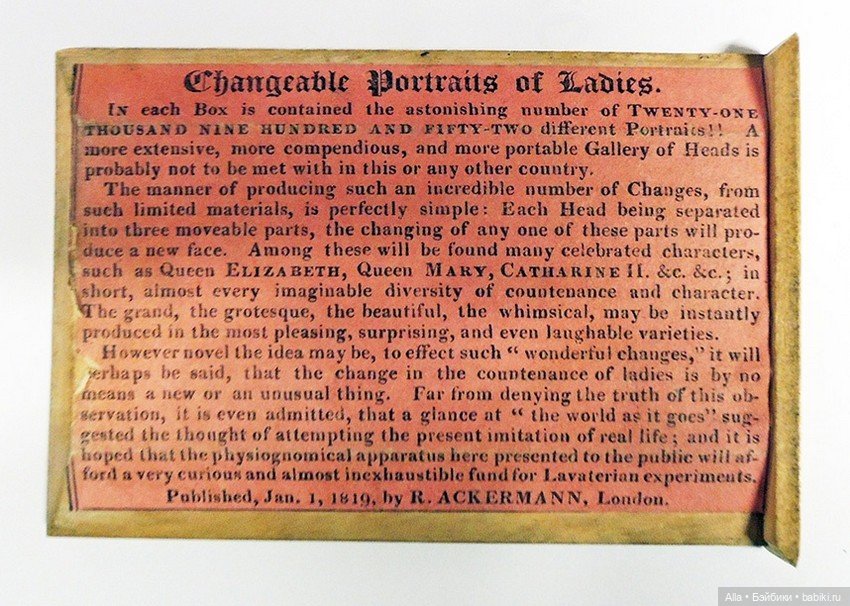 Changeable Portraits of Ladies.
In each Box is contained the astonishing number of TWENTY-ONE
THOUSAND NINE HUNDRED AND FIFTY-TWO different Portraits!! A
more extensive, more compendious, and more portable Gallery of Heads is
probably not to be met with in this or any other country.
The manner of producing such an incredible number of Changes, from
such limited materials, is perfectly simple: Each Head being separated
into three moveable parts, the changing of any one of these parts will pro-
duce a new face. Among these will be found many celebrated characters,
such as Queen ELIZABETH, Queen MARY, CATHARINE II. &c. &c.; in
short, almost every imaginable diversity of countenance and character.
The grand, the grotesque, the beautiful, the whimsical, may be instantly
produced in the most pleasing, surprising, and even laughable varieties.
However novel the idea may be, to effect such “ wonderful changes,” it will
perhaps be said, that the change in the countenance of ladies is by no
means a new or an unusual thing. Far from denying the truth of this ob-
servation, it is even admitted, that a glance at “ the world as it goes” sug-
gested the thought of attempting the present imitation of real life; and it is
hoped that the physiognomical apparatus here presented to the public will af-
ford a very curious and almost inexhaustible fund for Lavaterian experiments.
Published, Jan. 1, 1819, by R. ACKERMANN, London.
Alla • Бэйбики • babiki.ru